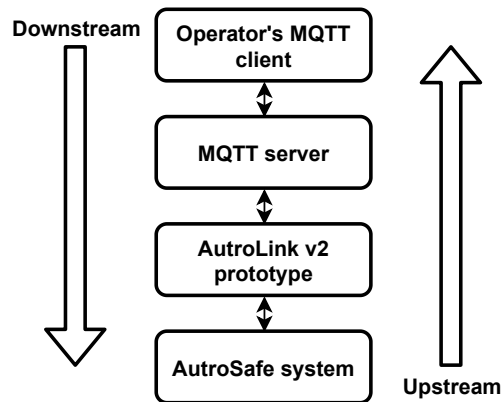 Downstream
Operator's MQTT
client
MQTT server
AutroLink v2
prototype
AutroSafe system
Upstream